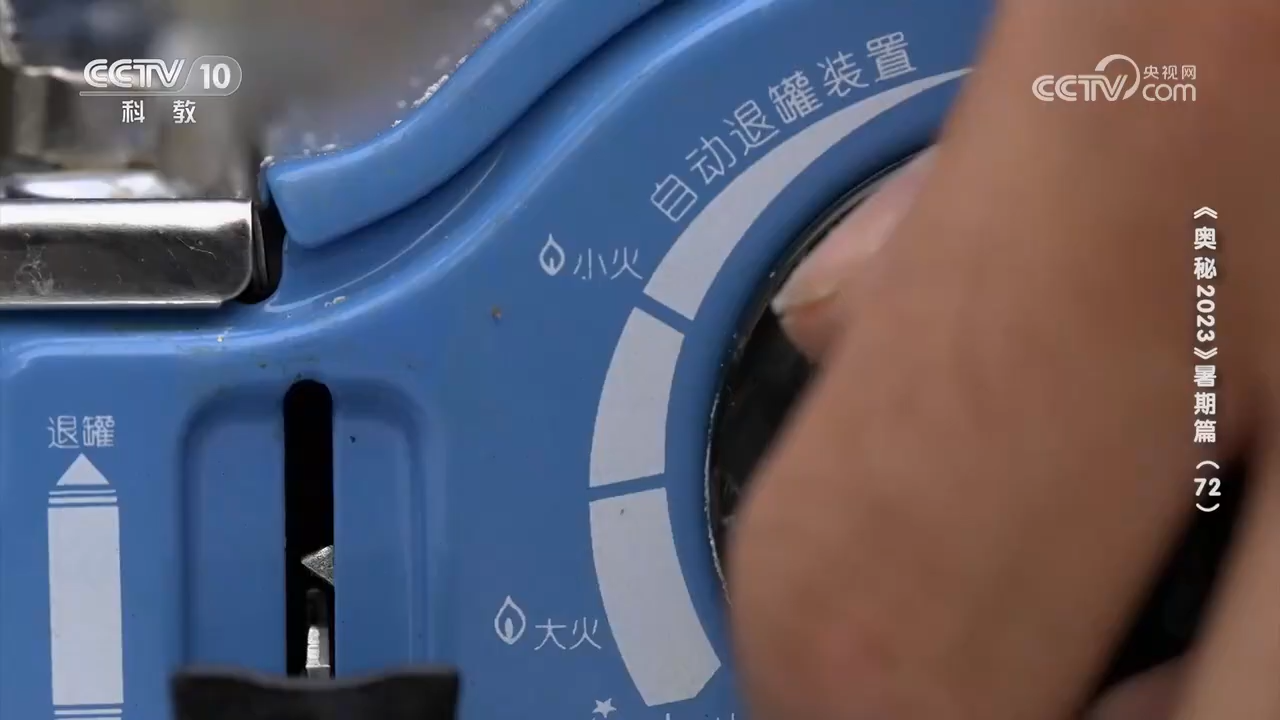 CCTV 10
科教
央视网
CCTV.com
自动退罐装置
小火
退罐
大火
《奥秘2023》暑期篇（72）